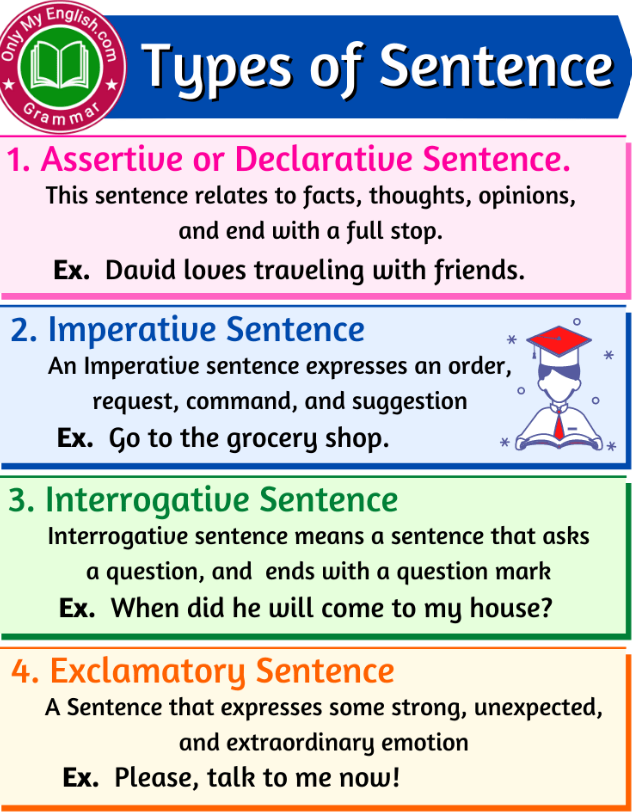 Only My English.com
Grammar
Types of Sentence
1. Assertive or Declarative Sentence.
This sentence relates to facts, thoughts, opinions,
and end with a full stop.
Ex. David loves traveling with friends.
2. Imperative Sentence
An Imperative sentence expresses an order,
request, command, and suggestion
Ex. Go to the grocery shop.
3. Interrogative Sentence
Interrogative sentence means a sentence that asks
a question, and ends with a question mark
Ex. When did he will come to my house?
4. Exclamatory Sentence
A Sentence that expresses some strong, unexpected,
and extraordinary emotion
Ex. Please, talk to me now!